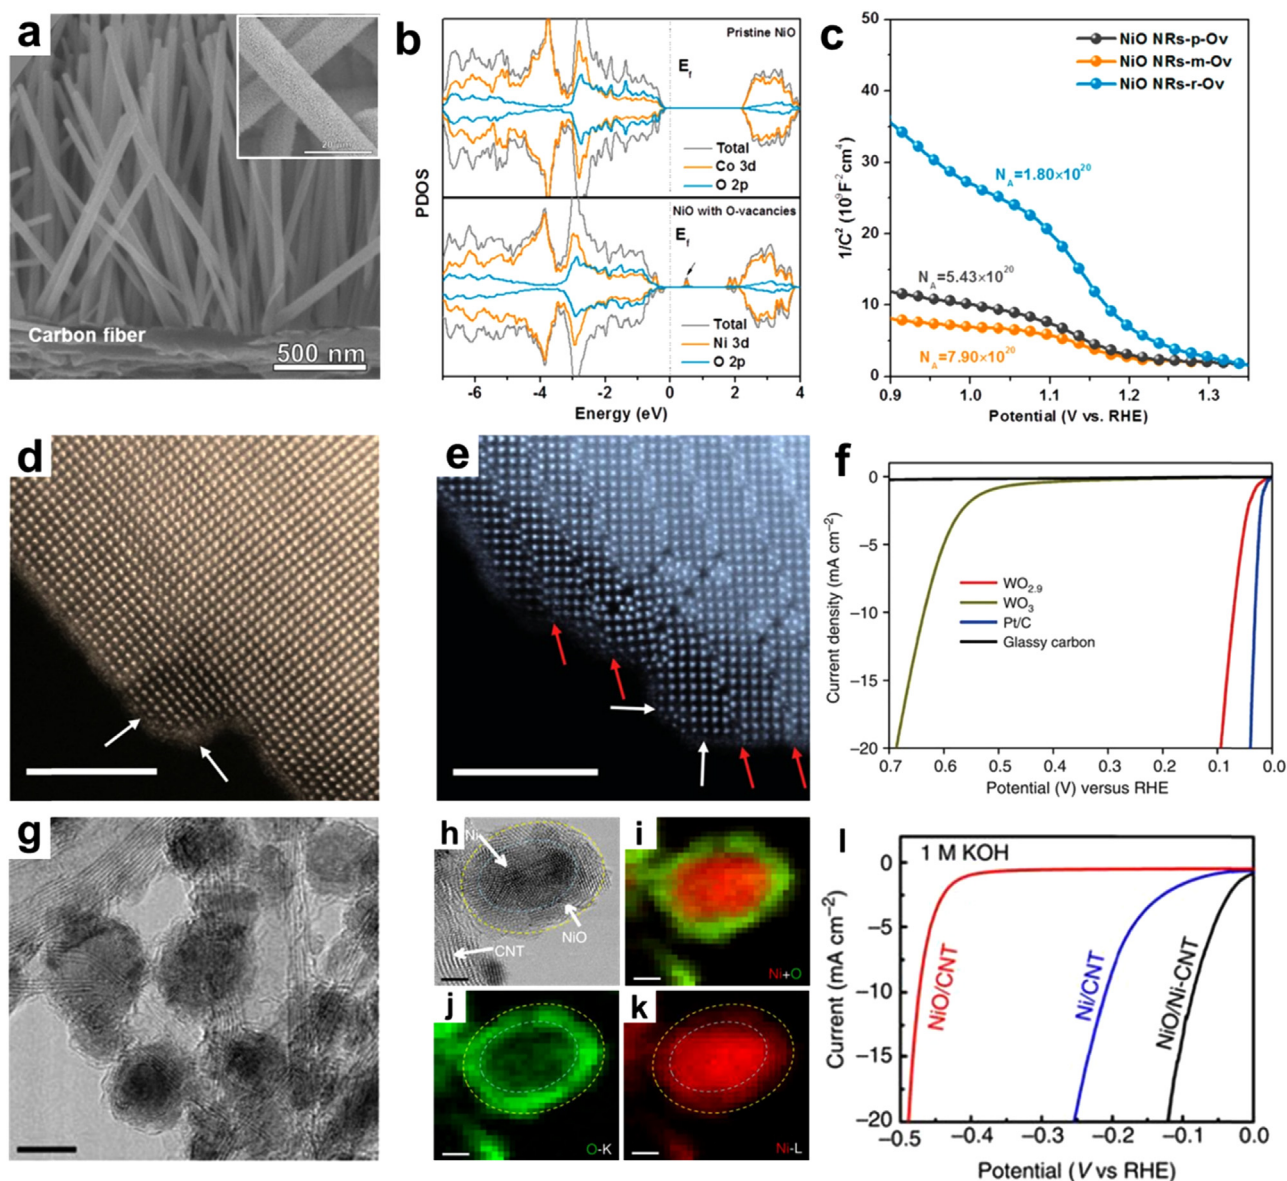 a
Carbon fiber
500 nm
b
PDOS
Pristine NiO
E_f
Total
Co 3d
O 2p
NiO with O-vacancies
E_f
Total
Ni 3d
O 2p
-6 -4 -2 0 2 4
Energy (eV)
c
1/C² (10⁹F⁻²cm⁴)
50
40
30
20
10
0
NiO NRs-p-Ov
NiO NRs-m-Ov
NiO NRs-r-Ov
N_A=1.80×10²⁰
N_A=5.43×10²⁰
N_A=7.90×10²⁰
0.9 1.0 1.1 1.2 1.3
Potential (V vs. RHE)
d
e
f
Current density (mA cm⁻²)
0
−5
−10
−15
−20
WO₂.₉
WO₃
Pt/C
Glassy carbon
0.7 0.6 0.5 0.4 0.3 0.2 0.1 0.0
Potential (V) versus RHE
g
h
Ni
NiO
CNT
i
Ni+O
j
O-K
k
Ni-L
l
1 M KOH
Current (mA cm⁻²)
0
−5
−10
−15
−20
NiO/CNT
Ni/CNT
NiO/Ni-CNT
−0.5 −0.4 −0.3 −0.2 −0.1 0.0
Potential (V vs RHE)